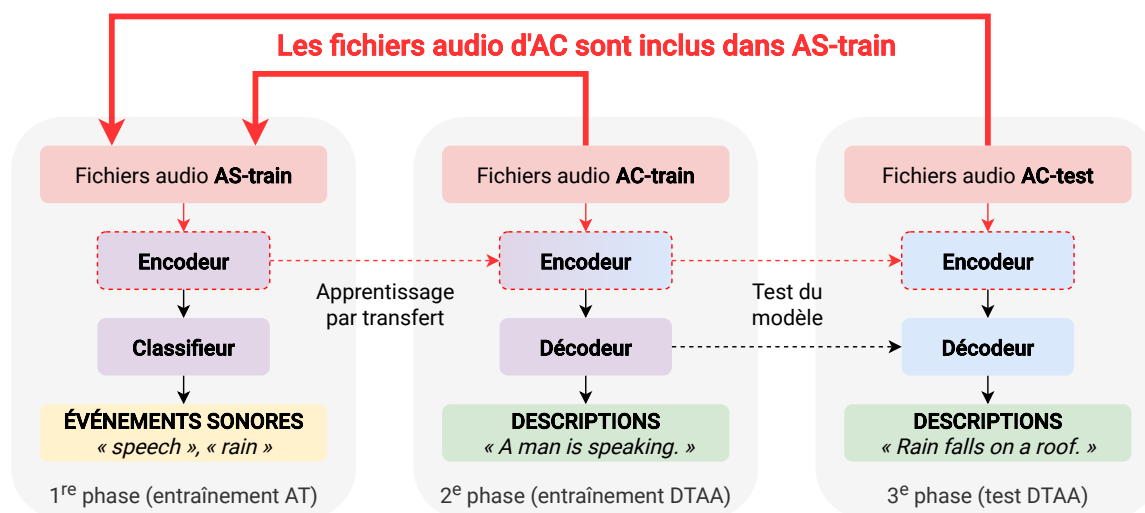 Les fichiers audio d'AC sont inclus dans AS-train
Fichiers audio AS-train
Encodeur
Classifieur
ÉVÉNEMENTS SONORES
« speech », « rain »
1re phase (entraînement AT)
Apprentissage
par transfert
Fichiers audio AC-train
Encodeur
Décodeur
DESCRIPTIONS
« A man is speaking. »
2e phase (entraînement DTAA)
Test du
modèle
Fichiers audio AC-test
Encodeur
Décodeur
DESCRIPTIONS
« Rain falls on a roof. »
3e phase (test DTAA)